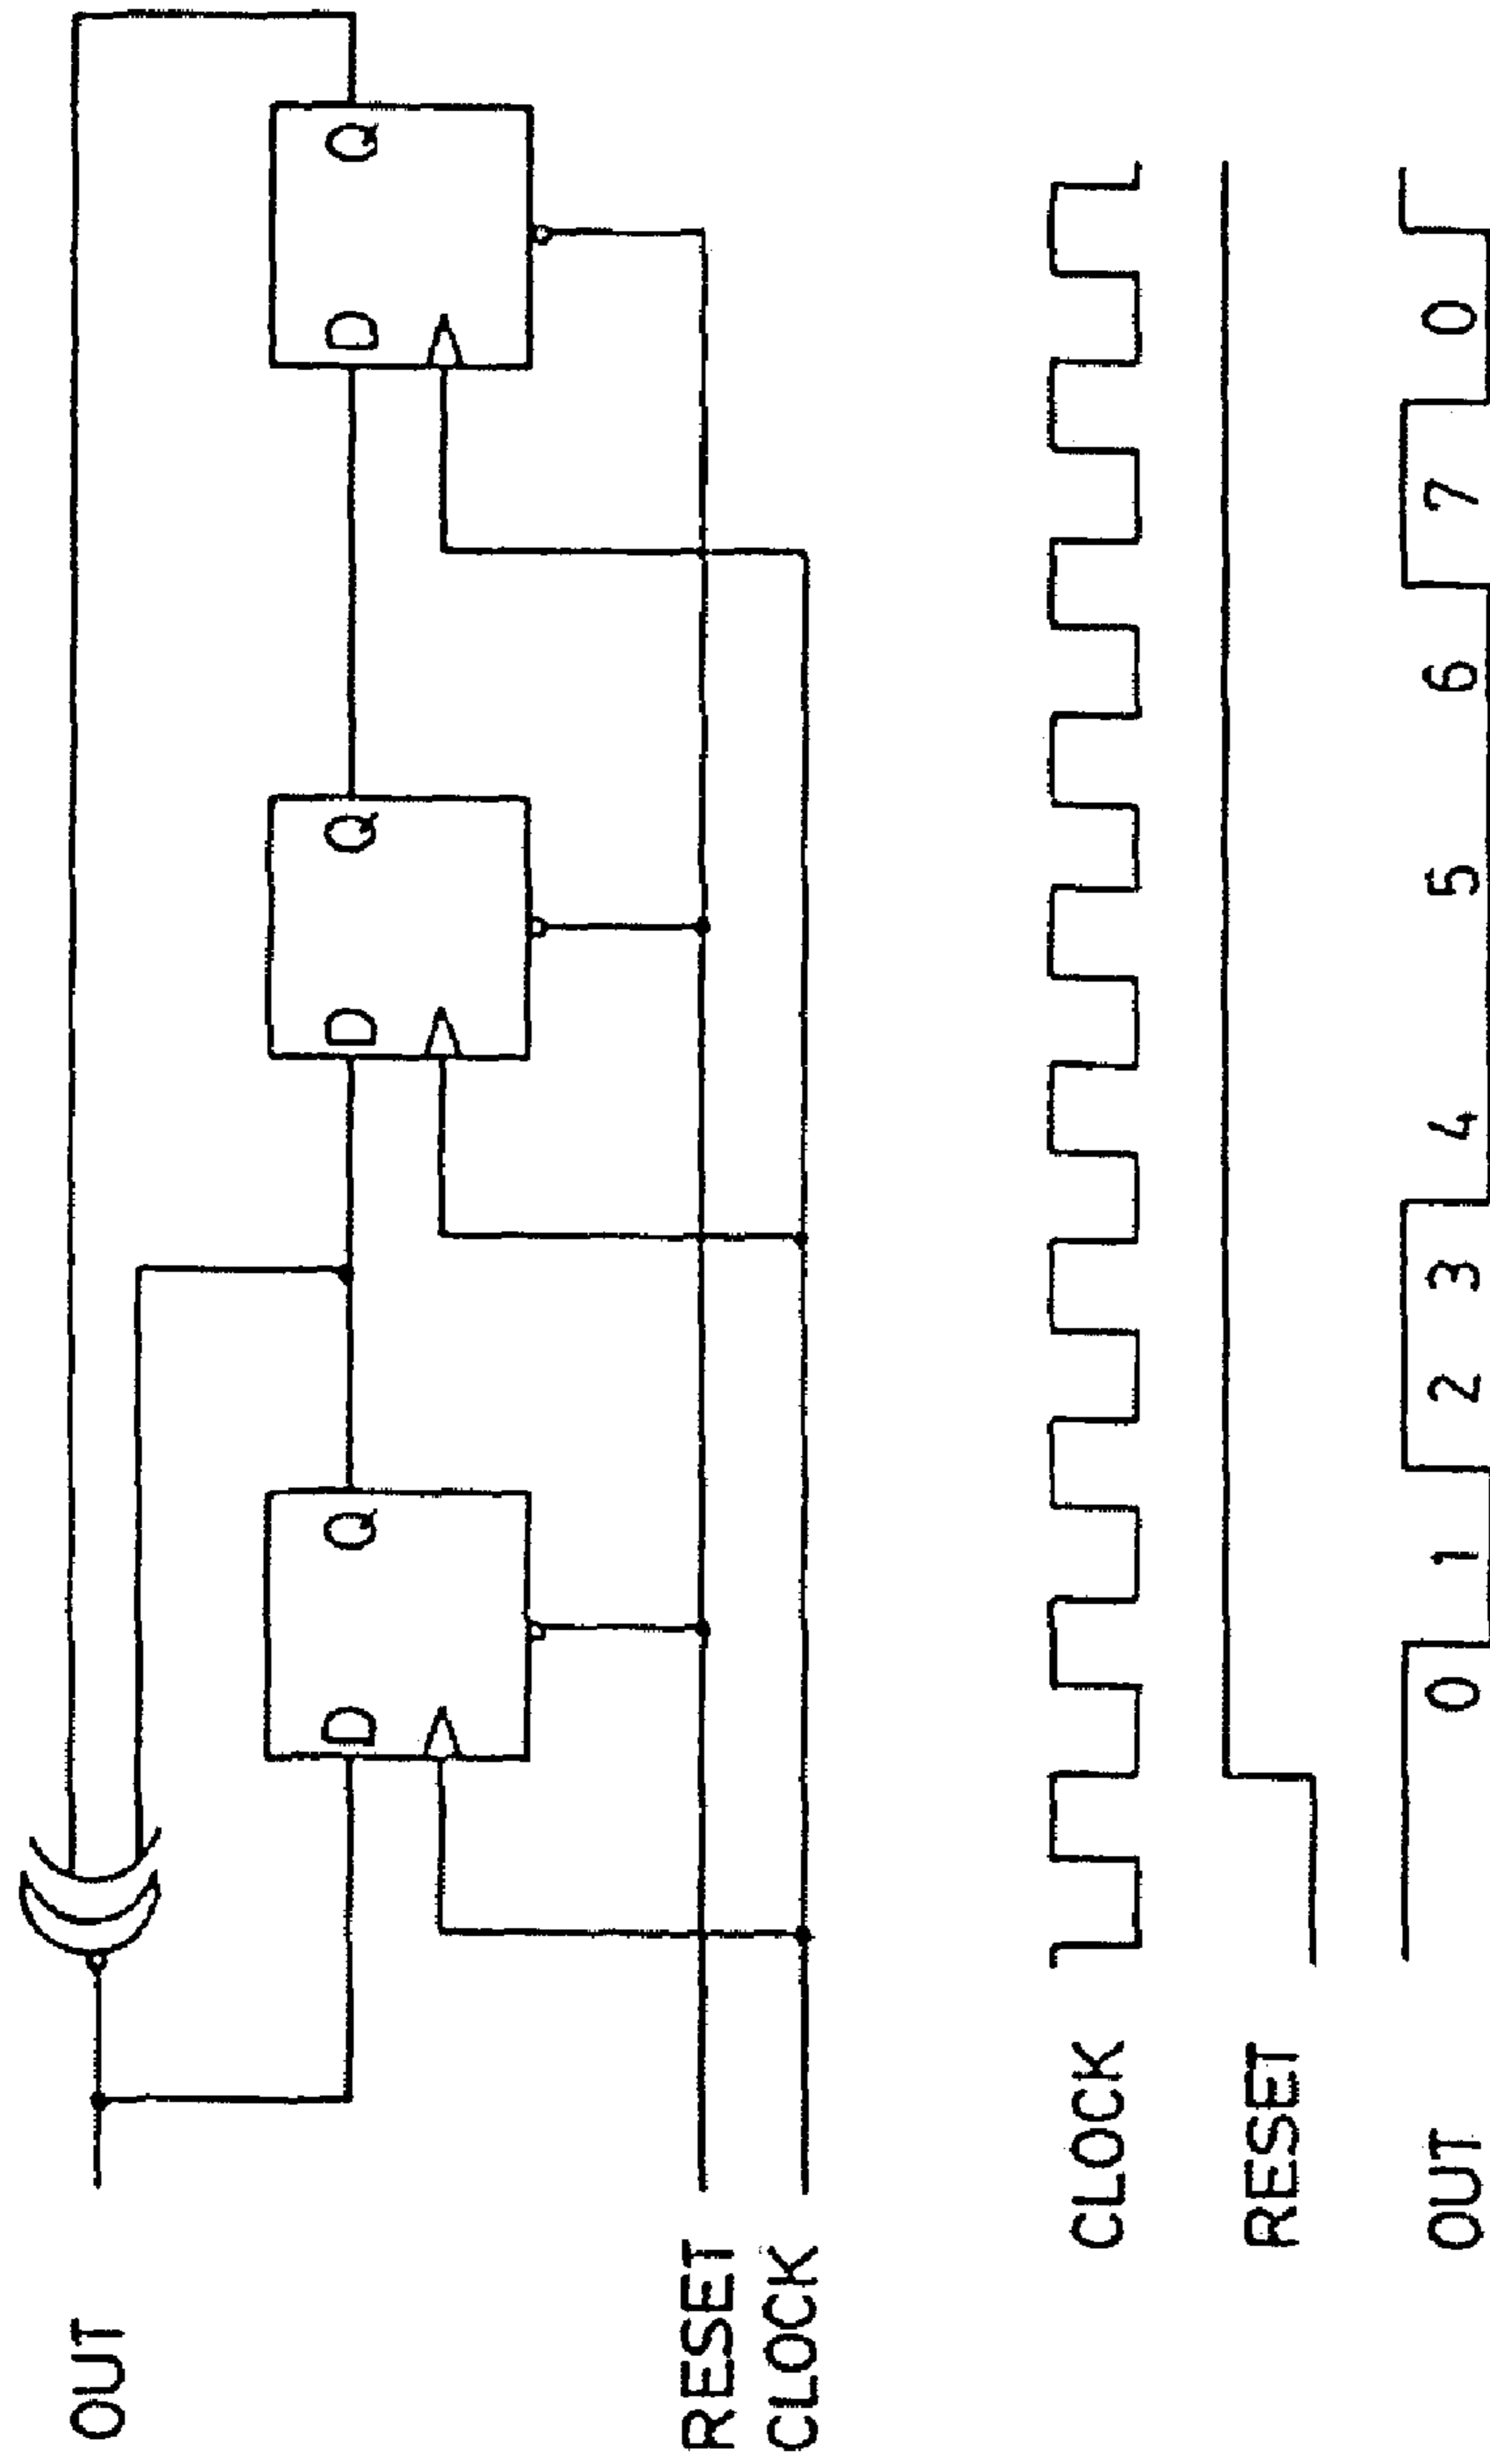 OUT
D Q D Q D Q
RESET
CLOCK
CLOCK
RESET
OUT 0 1 2 3 4 5 6 7 0